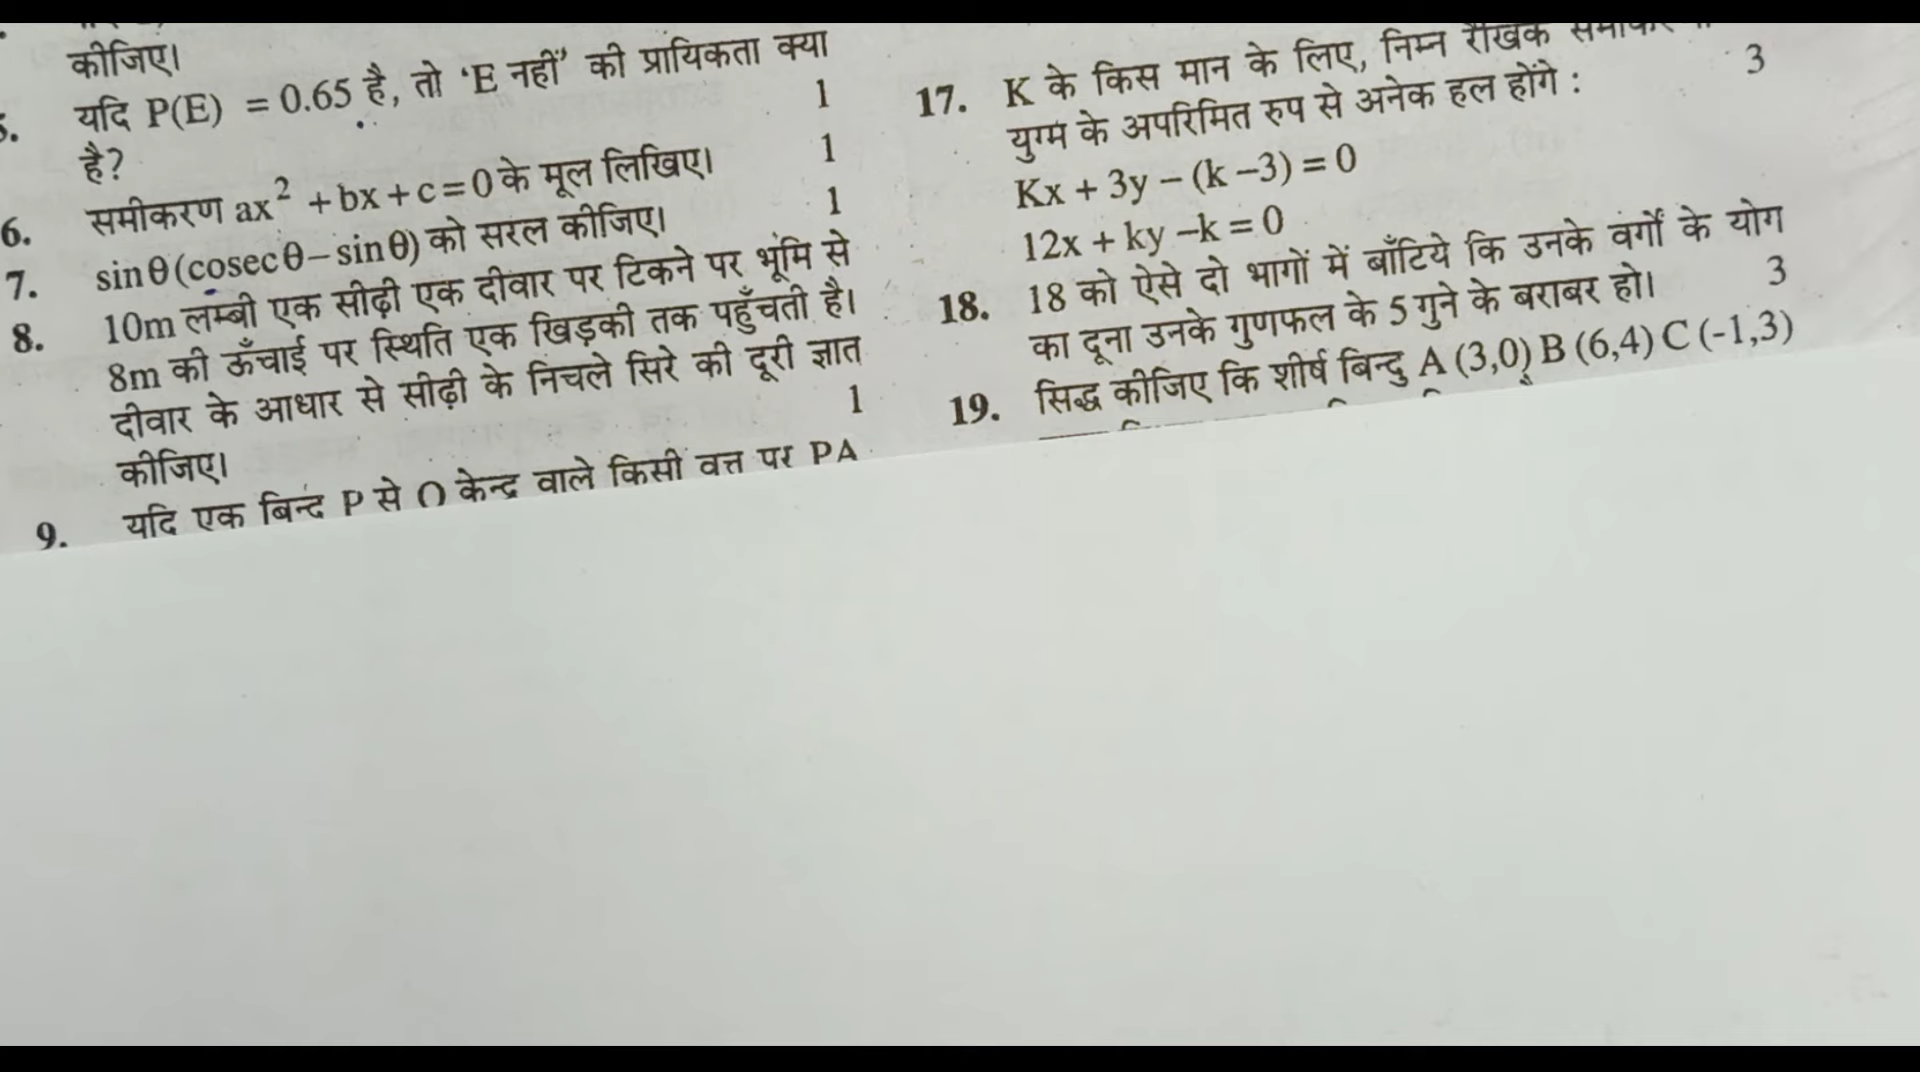 कीजिए।
यदि P(E) = 0.65 है, तो ‘E नहीं’ की प्रायिकता क्या
है? 1
6. समीकरण ax² + bx + c = 0 के मूल लिखिए। 1
7. sin θ (cosec θ – sin θ) को सरल कीजिए। 1
8. 10m लम्बी एक सीढ़ी एक दीवार पर टिकने पर भूमि से
8m की ऊँचाई पर स्थिति एक खिड़की तक पहुँचती है।
दीवार के आधार से सीढ़ी के निचले सिरे की दूरी ज्ञात
कीजिए। 1
9. यदि एक बिन्दु P से O केन्द्र वाले किसी वृत्त पर PA
17. K के किस मान के लिए, निम्न रैखिक
युग्म के अपरिमित रुप से अनेक हल होंगे : 3
Kx + 3y – (k –3) = 0
12x + ky –k = 0
18. 18 को ऐसे दो भागों में बाँटिये कि उनके वर्गों के योग
का दूना उनके गुणफल के 5 गुने के बराबर हो। 3
19. सिद्ध कीजिए कि शीर्ष बिन्दु A (3,0) B (6,4) C (-1,3)